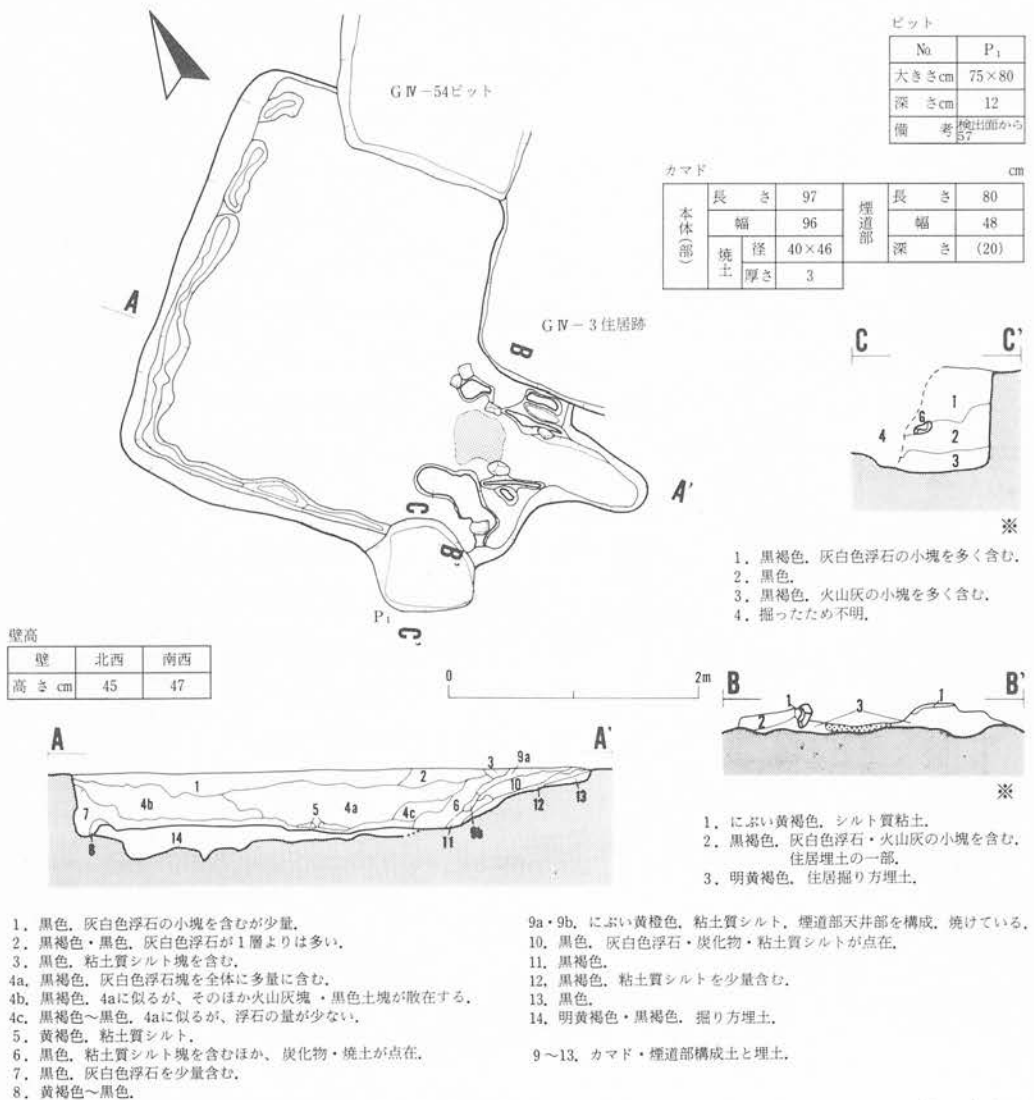 ピット
No. P₁
大きさcm 75×80
深さcm 12
備考 検出面から
57
GⅣ-54ピット
カマド cm
本体(部) 長さ 97 煙道部 長さ 80
幅 96 幅 48
焼土 径 40×46 深さ (20)
厚さ 3
A
GⅣ-3住居跡
B
C C'
1
6
4 2
3
A'
C
B'
※
P₁
C'
1．黒褐色．灰白色浮石の小塊を多く含む．
2．黒色．
3．黒褐色．火山灰の小塊を多く含む．
4．掘ったため不明．
壁高
壁 北西 南西
高さcm 45 47
0 2m
B B'
1 3 1
2
※
A A'
1 2 3 9a
4b 5 4a 4c 6 10
7 12 13
8 14 11 9b
1．にぶい黄褐色．シルト質粘土．
2．黒褐色．灰白色浮石・火山灰の小塊を含む．
住居埋土の一部．
3．明黄褐色．住居掘り方埋土．
1．黒色．灰白色浮石の小塊を含むが少量．
2．黒褐色・黒色．灰白色浮石が1層よりは多い．
3．黒色．粘土質シルト塊を含む．
4a．黒褐色．灰白色浮石塊を全体に多量に含む．
4b．黒褐色．4aに似るが、そのほか火山灰塊・黒色土塊が散在する．
4c．黒褐色～黒色．4aに似るが、浮石の量が少ない．
5．黄褐色．粘土質シルト．
6．黒色．粘土質シルト塊を含むほか、炭化物・焼土が点在．
7．黒色．灰白色浮石を少量含む．
8．黄褐色～黒色．
9a・9b．にぶい黄橙色．粘土質シルト．煙道部天井部を構成．焼けている．
10．黒色．灰白色浮石・炭化物・粘土質シルトが点在．
11．黒褐色．
12．黒褐色．粘土質シルトを少量含む．
13．黒色．
14．明黄褐色・黒褐色．掘り方埋土．
9～13．カマド・煙道部構成土と埋土．